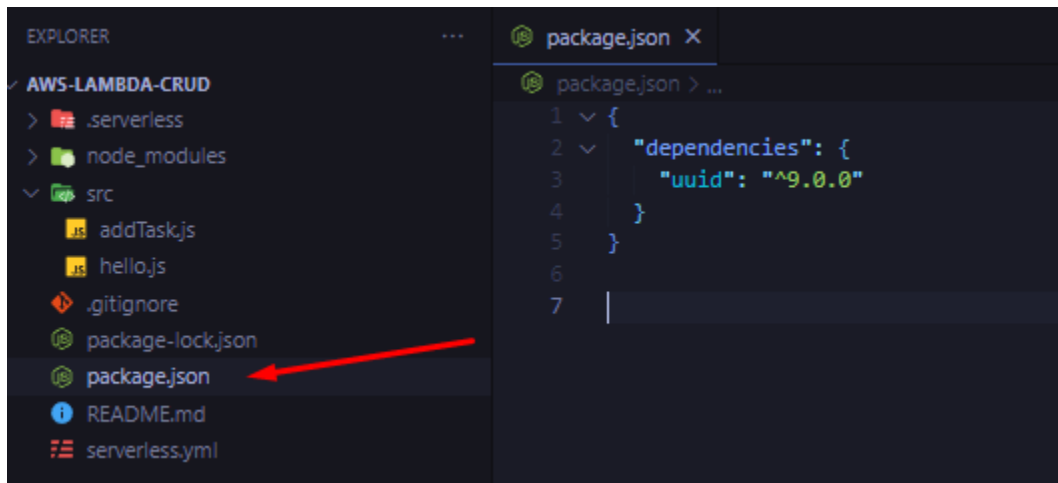 EXPLORER
AWS-LAMBDA-CRUD
.serverless
node_modules
src
addTask.js
hello.js
.gitignore
package-lock.json
package.json
README.md
serverless.yml
package.json
package.json > ...
1 {
2 "dependencies": {
3 "uuid": "^9.0.0"
4 }
5 }
6
7